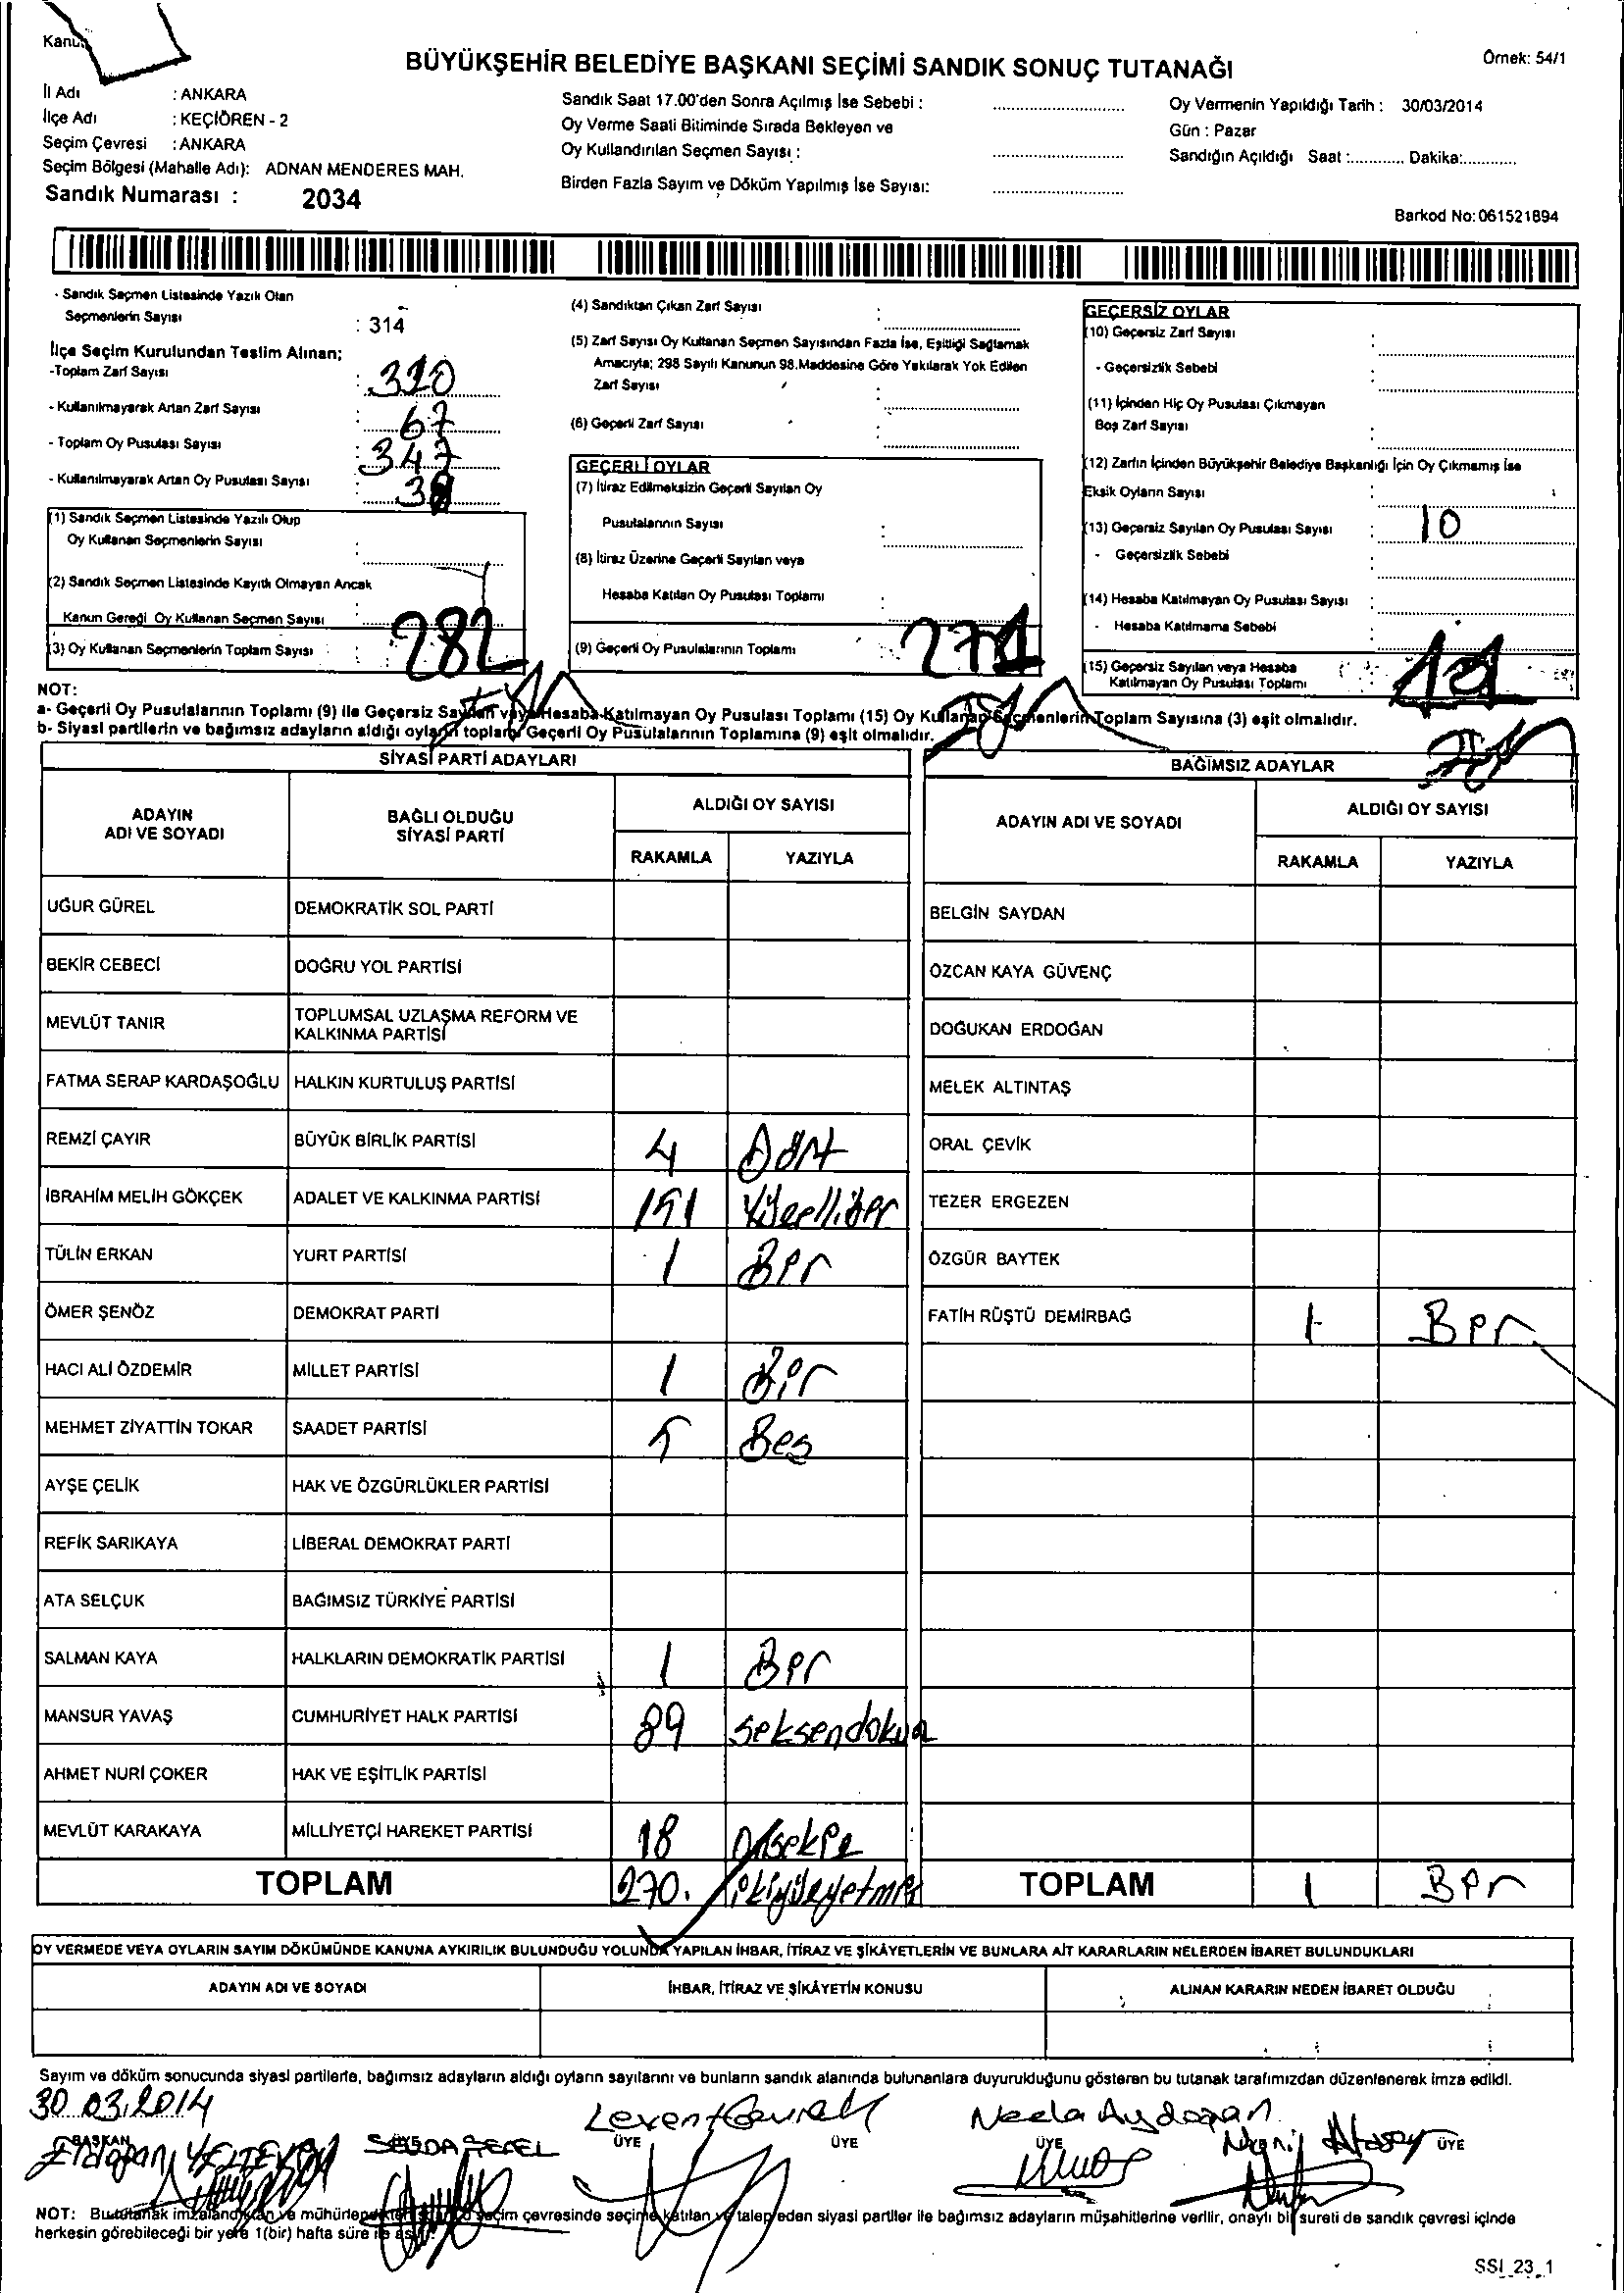 Kanu
BÜYÜKŞEHİR BELEDİYE BAŞKANI SEÇİMİ SANDIK SONUÇ TUTANAĞI
Örnek: 54/1
İl Adı : ANKARA
İlçe Adı : KEÇİÖREN - 2
Seçim Çevresi : ANKARA
Seçim Bölgesi (Mahalle Adı): ADNAN MENDERES MAH.
Sandık Numarası : 2034
Sandık Saat 17.00'den Sonra Açılmış İse Sebebi :
Oy Verme Saati Bitiminde Sırada Bekleyen ve
Oy Kullandırılan Seçmen Sayısı :
Birden Fazla Sayım ve Döküm Yapılmış İse Sayısı:
Oy Vermenin Yapıldığı Tarih : 30/03/2014
Gün : Pazar
Sandığın Açıldığı Saat :............ Dakika:............
Barkod No: 061521894
- Sandık Seçmen Listesinde Yazılı Olan
Seçmenlerin Sayısı : 314
İlçe Seçim Kurulundan Teslim Alınan;
-Toplam Zarf Sayısı : 320
- Kullanılmayarak Artan Zarf Sayısı : 67
- Toplam Oy Pusulası Sayısı : 347
- Kullanılmayarak Artan Oy Pusulası Sayısı :
(1) Sandık Seçmen Listesinde Yazılı Olup
Oy Kullanan Seçmenlerin Sayısı :
(2) Sandık Seçmen Listesinde Kayıtlı Olmayan Ancak
Kanun Gereği Oy Kullanan Seçmen Sayısı :
(3) Oy Kullanan Seçmenlerin Toplam Sayısı : 282
(4) Sandıktan Çıkan Zarf Sayısı :
(5) Zarf Sayısı Oy Kullanan Seçmen Sayısından Fazla İse, Eşitliği Sağlamak
Amacıyla; 298 Sayılı Kanunun 98.Maddesine Göre Yakılarak Yok Edilen
Zarf Sayısı :
(6) Geçerli Zarf Sayısı :
GEÇERLİ OYLAR
(7) İtiraz Edilmeksizin Geçerli Sayılan Oy
Pusulalarının Sayısı :
(8) İtiraz Üzerine Geçerli Sayılan veya
Hesaba Katılan Oy Pusulası Toplamı :
(9) Geçerli Oy Pusulalarının Toplamı : 271
GEÇERSİZ OYLAR
(10) Geçersiz Zarf Sayısı :
- Geçersizlik Sebebi :
(11) İçinden Hiç Oy Pusulası Çıkmayan
Boş Zarf Sayısı :
(12) Zarfın İçinden Büyükşehir Belediye Başkanlığı İçin Oy Çıkmamış İse
Eksik Oyların Sayısı :
(13) Geçersiz Sayılan Oy Pusulası Sayısı : 10
- Geçersizlik Sebebi :
(14) Hesaba Katılmayan Oy Pusulası Sayısı :
- Hesaba Katılmama Sebebi :
(15) Geçersiz Sayılan veya Hesaba
Katılmayan Oy Pusulası Toplamı :
NOT:
a- Geçerli Oy Pusulalarının Toplamı (9) ile Geçersiz Sayılan veya Hesaba Katılmayan Oy Pusulası Toplamı (15) Oy Kullanan Seçmenlerin Toplam Sayısına (3) eşit olmalıdır.
b- Siyasi partilerin ve bağımsız adayların aldığı oyların toplamı Geçerli Oy Pusulalarının Toplamına (9) eşit olmalıdır.
SİYASİ PARTİ ADAYLARI
ADAYIN ADI VE SOYADI BAĞLI OLDUĞU SİYASİ PARTİ ALDIĞI OY SAYISI
RAKAMLA YAZIYLA
UĞUR GÜREL DEMOKRATİK SOL PARTİ
BEKİR CEBECİ DOĞRU YOL PARTİSİ
MEVLÜT TANIR TOPLUMSAL UZLAŞMA REFORM VE KALKINMA PARTİSİ
FATMA SERAP KARDAŞOĞLU HALKIN KURTULUŞ PARTİSİ
REMZİ ÇAYIR BÜYÜK BİRLİK PARTİSİ 4 Dört
İBRAHİM MELİH GÖKÇEK ADALET VE KALKINMA PARTİSİ 151 Yüzellibir
TÜLİN ERKAN YURT PARTİSİ 1 Bir
ÖMER ŞENÖZ DEMOKRAT PARTİ
HACI ALİ ÖZDEMİR MİLLET PARTİSİ 1 Bir
MEHMET ZİYATTİN TOKAR SAADET PARTİSİ 5 Beş
AYŞE ÇELİK HAK VE ÖZGÜRLÜKLER PARTİSİ
REFİK SARIKAYA LİBERAL DEMOKRAT PARTİ
ATA SELÇUK BAĞIMSIZ TÜRKİYE PARTİSİ
SALMAN KAYA HALKLARIN DEMOKRATİK PARTİSİ 1 Bir
MANSUR YAVAŞ CUMHURİYET HALK PARTİSİ 89 seksendokuz
AHMET NURİ ÇOKER HAK VE EŞİTLİK PARTİSİ
MEVLÜT KARAKAYA MİLLİYETÇİ HAREKET PARTİSİ 18 onsekiz
TOPLAM 270. ikiyüzyetmiş
BAĞIMSIZ ADAYLAR
ADAYIN ADI VE SOYADI ALDIĞI OY SAYISI
RAKAMLA YAZIYLA
BELGİN SAYDAN
ÖZCAN KAYA GÜVENÇ
DOĞUKAN ERDOĞAN
MELEK ALTINTAŞ
ORAL ÇEVİK
TEZER ERGEZEN
ÖZGÜR BAYTEK
FATİH RÜŞTÜ DEMİRBAĞ 1 Bir
TOPLAM 1 Bir
OY VERMEDE VEYA OYLARIN SAYIM DÖKÜMÜNDE KANUNA AYKIRILIK BULUNDUĞU YOLUNDA YAPILAN İHBAR, İTİRAZ VE ŞİKÂYETLERİN VE BUNLARA AİT KARARLARIN NELERDEN İBARET BULUNDUKLARI
ADAYIN ADI VE SOYADI İHBAR, İTİRAZ VE ŞİKÂYETİN KONUSU ALINAN KARARIN NEDEN İBARET OLDUĞU
Sayım ve döküm sonucunda siyasi partilerle, bağımsız adayların aldığı oyların sayılarını ve bunların sandık alanında bulunanlara duyurulduğunu gösteren bu tutanak tarafımızdan düzenlenerek imza edildi.
30.03.2014
BAŞKAN ÜYE ÜYE ÜYE ÜYE
Erdoğan
Levent
Necla Aydoğan
NOT: Bu tutanak imzalandıktan ve mühürlendikten seçim çevresinde seçime katılan ve talep eden siyasi partiler ile bağımsız adayların müşahitlerine verilir, onaylı bir sureti de sandık çevresi içinde
herkesin görebileceği bir yere 1(bir) hafta süre ile asılır.
SSI_23_1